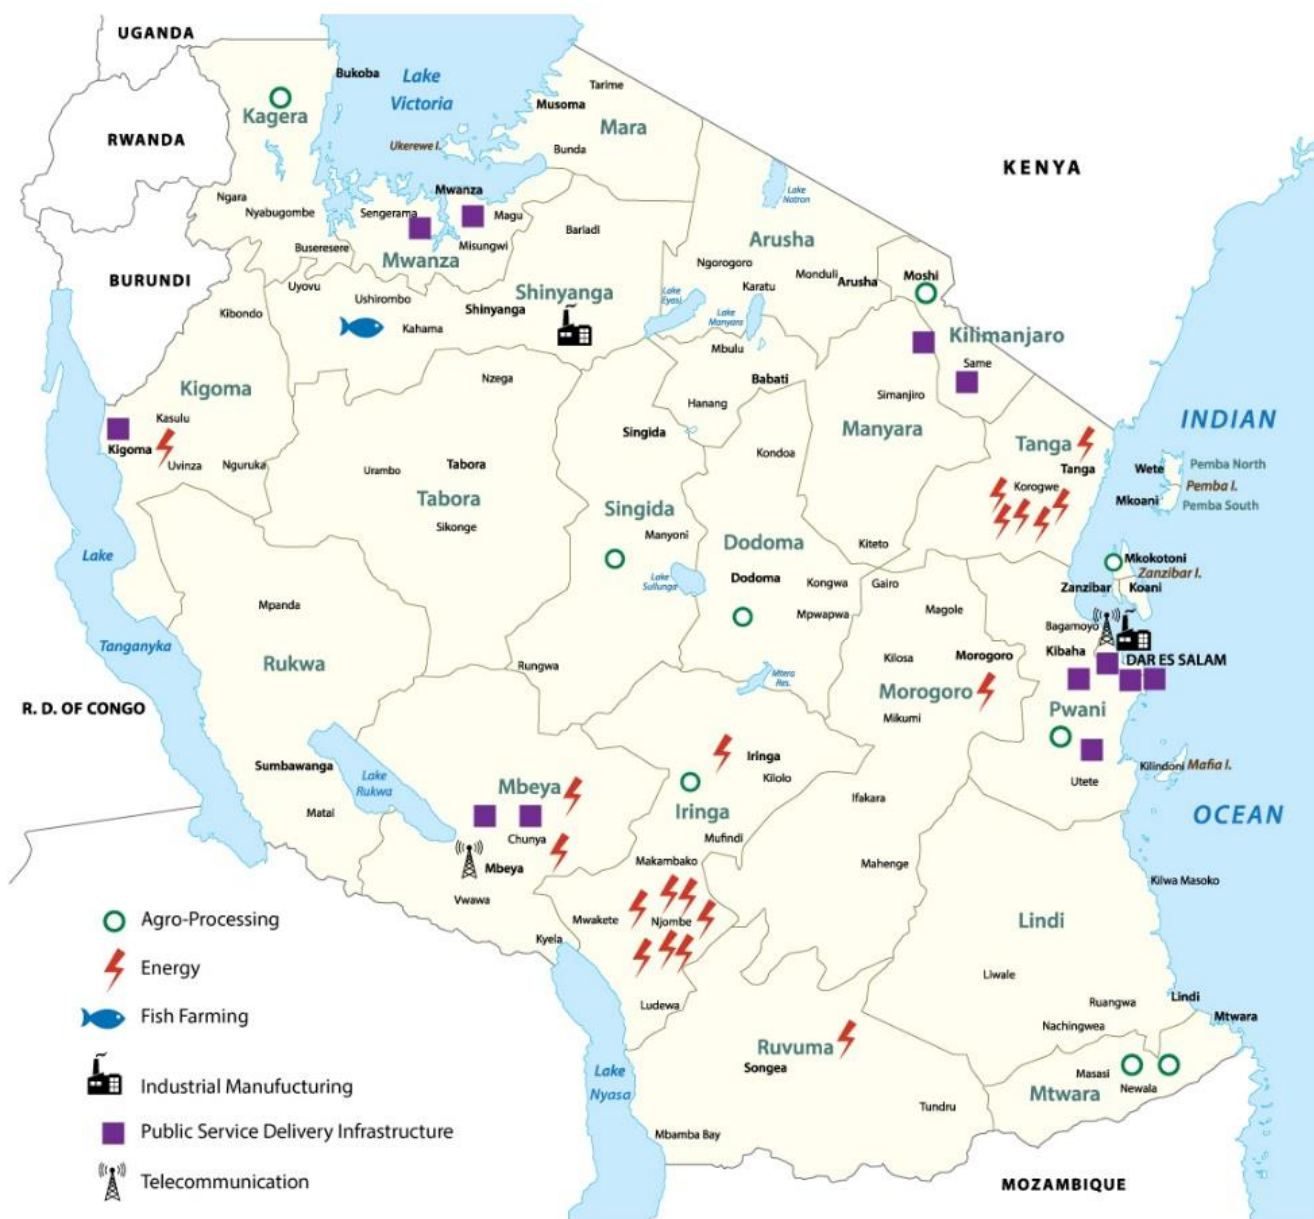 UGANDA
Bukoba
Lake
Victoria
Tarime
Musoma
Kagera
Mara
RWANDA
Ukerewe I.
Bunda
KENYA
Ngara
Nyabugombe
Mwanza
Sengerama
Magu
Lake
Natron
Buseresere
Misungwi
Bariadi
Mwanza
Arusha
BURUNDI
Ngorogoro
Monduli
Arusha
Moshi
Uyovu
Ushirombo
Shinyanga
Karatu
Lake
Eyasi
Lake
Manyans
Kibondo
Kahama
Shinyanga
Kilimanjaro
Mbulu
Same
Nzega
Babati
Kigoma
Simanjiro
Hanang
Kasulu
Singida
Manyara
INDIAN
Kigoma
Uvinza
Nguruka
Kondoa
Tanga
Tanga
Urambo
Tabora
Wete
Pemba North
Korogwe
Pemba I.
Tabora
Mkoani
Pemba South
Singida
Sikonge
Manyoni
Dodoma
Kiteto
Lake
Mkokotoni
Zanzibar I.
Lake
Sullunga
Dodoma
Kongwa
Gairo
Zanzibar
Koani
Mpanda
Mpwapwa
Magole
Bagamoyo
Tanganyka
Rukwa
Rungwa
Kilosa
Morogoro
Kibaha
DAR ES SALAM
Mtera
Res.
Morogoro
R. D. OF CONGO
Mikumi
Pwani
Sumbawanga
Lake
Rukwa
Iringa
Kilindoni
Mafia I.
Mbeya
Kilolo
Utete
Matai
Iringa
Ifakara
OCEAN
Chunya
Mufindi
Mbeya
Makambako
Mahenge
Vwawa
Kilwa Masoko
Mwakete
Njombe
Lindi
Kyela
Liwale
Ludewa
Ruangwa
Lindi
Nachingwea
Mtwara
Ruvuma
Songea
Lake
Nyasa
Masasi
Newala
Mtwara
Tundru
Mbamba Bay
MOZAMBIQUE
Agro-Processing
Energy
Fish Farming
Industrial Manufucturing
Public Service Delivery Infrastructure
Telecommunication